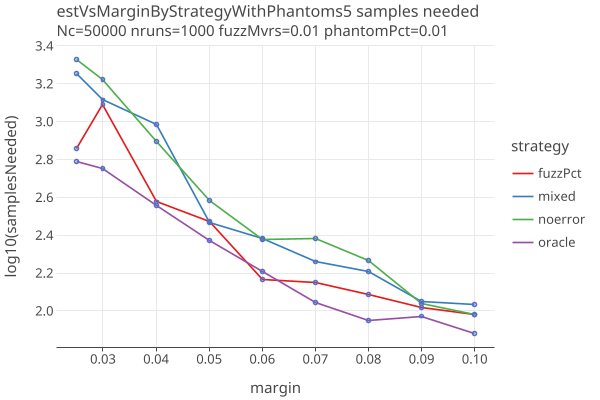 estVsMarginByStrategyWithPhantoms5 samples needed
Nc=50000 nruns=1000 fuzzMvrs=0.01 phantomPct=0.01
log10(samplesNeeded)
3.4
3.2
3.0
2.8
2.6
2.4
2.2
2.0
0.03 0.04 0.05 0.06 0.07 0.08 0.09 0.10
margin
strategy
fuzzPct
mixed
noerror
oracle